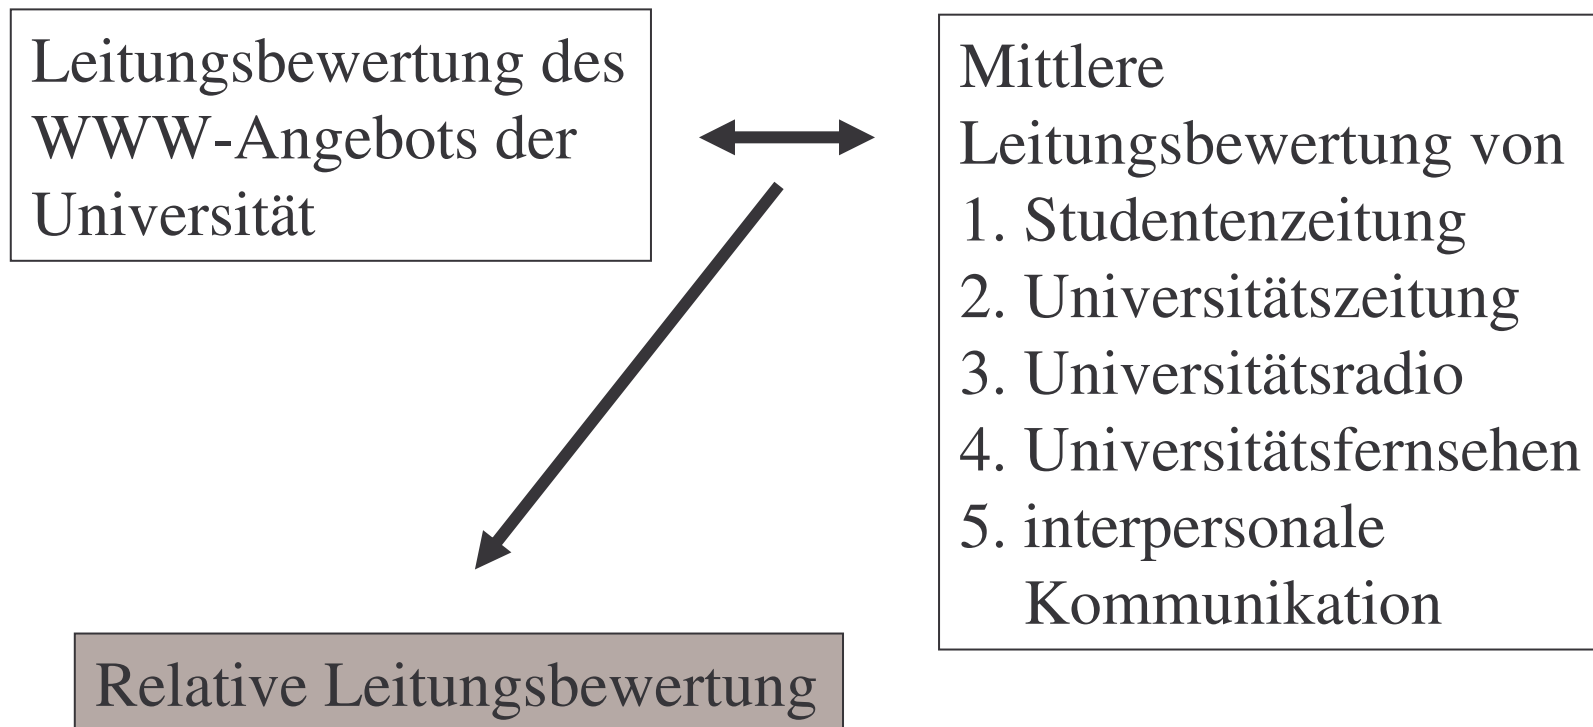 Leitungsbewertung des
WWW-Angebots der
Universität
Mittlere
Leitungsbewertung von
1. Studentenzeitung
2. Universitätszeitung
3. Universitätsradio
4. Universitätsfernsehen
5. interpersonale
Kommunikation
Relative Leitungsbewertung